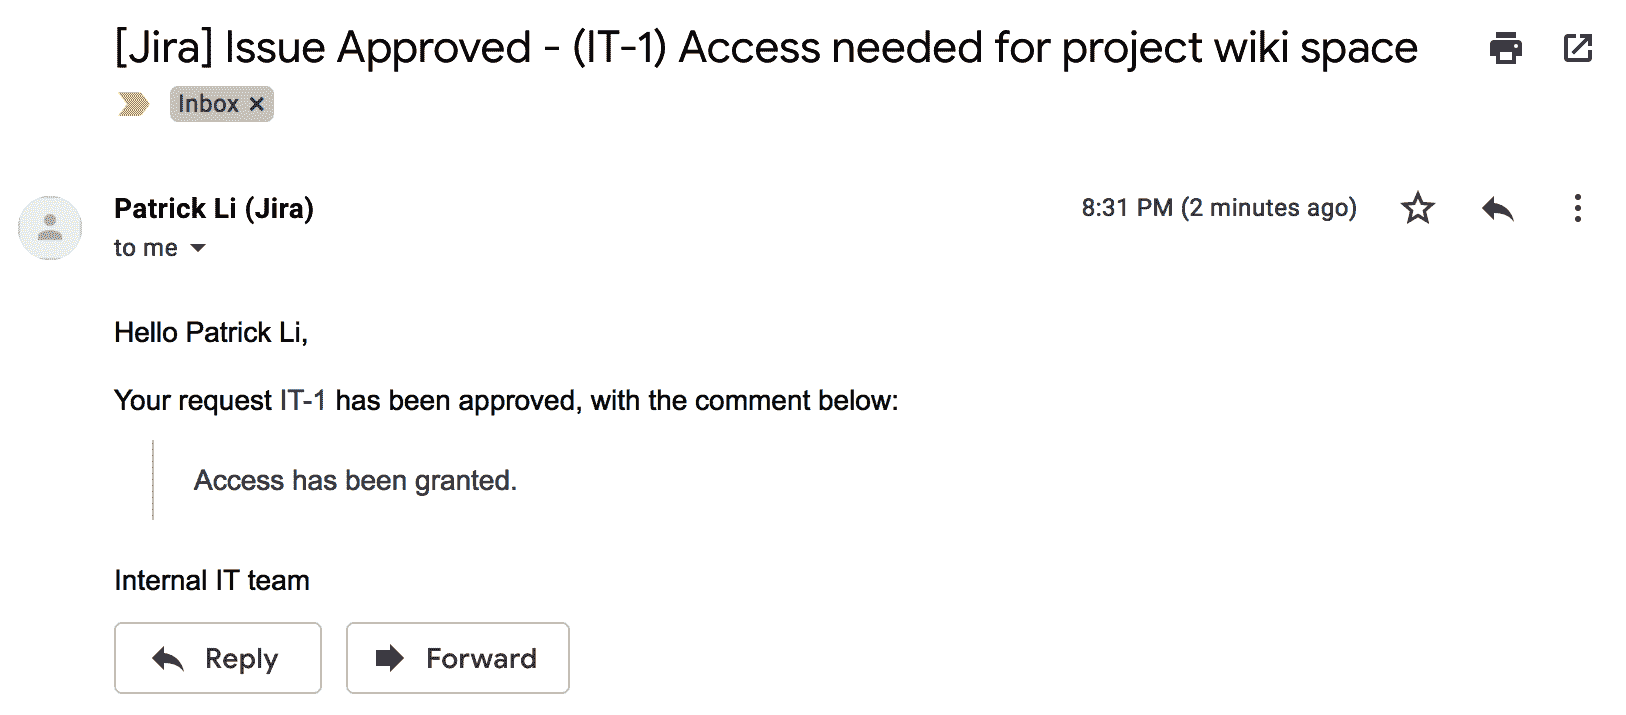 [Jira] Issue Approved - (IT-1) Access needed for project wiki space
Inbox ×
Patrick Li (Jira)
8:31 PM (2 minutes ago)
to me
Hello Patrick Li,
Your request IT-1 has been approved, with the comment below:
Access has been granted.
Internal IT team
Reply
Forward